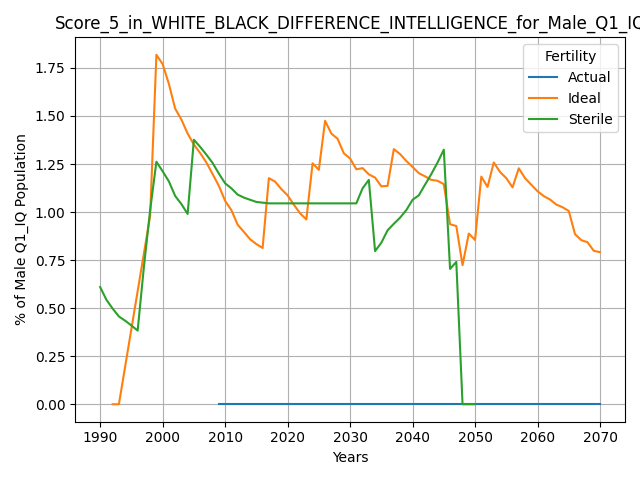 Score_5_in_WHITE_BLACK_DIFFERENCE_INTELLIGENCE_for_Male_Q1_IQ
Fertility
Actual
Ideal
Sterile
% of Male Q1_IQ Population
1.75
1.50
1.25
1.00
0.75
0.50
0.25
0.00
1990 2000 2010 2020 2030 2040 2050 2060 2070
Years